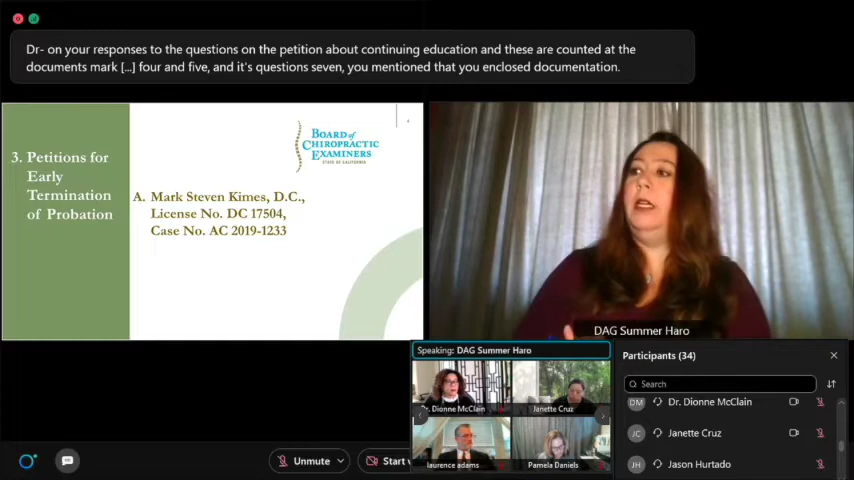 Dr- on your responses to the questions on the petition about continuing education and these are counted at the
documents mark [...] four and five, and it's questions seven, you mentioned that you enclosed documentation.
3. Petitions for
Early
Termination
of Probation
BOARD of
CHIROPRACTIC
EXAMINERS
STATE OF CALIFORNIA
A. Mark Steven Kimes, D.C.,
License No. DC 17504,
Case No. AC 2019-1233
DAG Summer Haro
Speaking: DAG Summer Haro
Dr. Dionne McClain
Janette Cruz
laurence adams
Pamela Daniels
Participants (34)
Search
DM Dr. Dionne McClain
JC Janette Cruz
JH Jason Hurtado
Unmute
Start